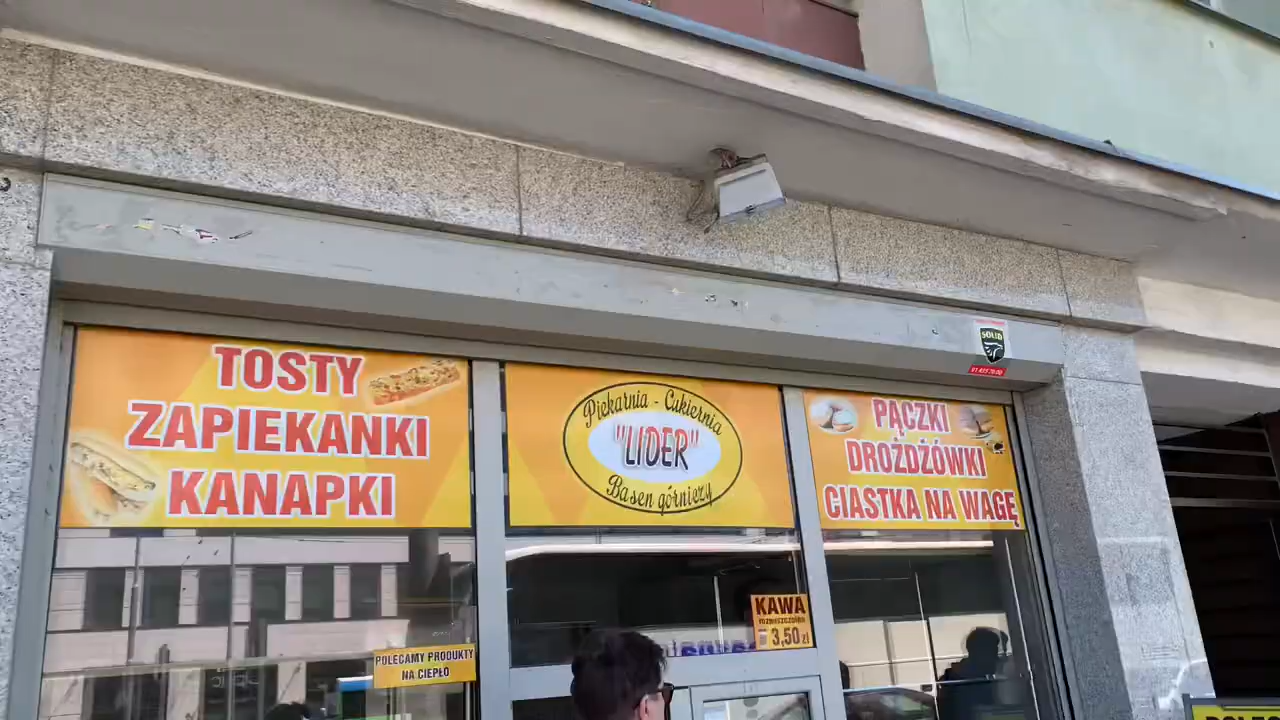 TOSTY
ZAPIEKANKI
KANAPKI
Piekarnia - Cukiernia
"LIDER"
Basen górniczy
PĄCZKI
DROŻDŻÓWKI
CIASTKA NA WAGĘ
SOLID
KAWA
ROZPUSZCZALNA
3,50 zł
POLECAMY PRODUKTY
NA CIEPŁO